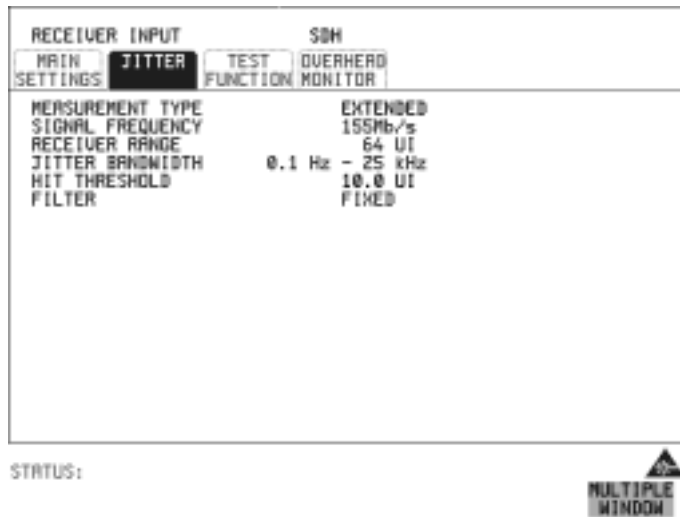 RECEIVER INPUT SDH
MAIN SETTINGS JITTER TEST FUNCTION OVERHEAD MONITOR
MEASUREMENT TYPE EXTENDED
SIGNAL FREQUENCY 155Mb/s
RECEIVER RANGE 64 UI
JITTER BANDWIDTH 0.1 Hz - 25 kHz
HIT THRESHOLD 10.0 UI
FILTER FIXED
STATUS:
MULTIPLE
WINDOW